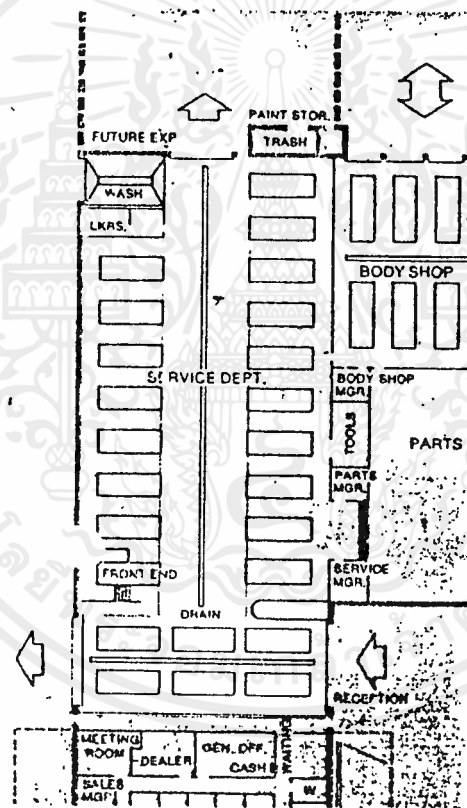 PAINT STOR.
FUTURE EXP
TRASH
WASH
LKRS.
BODY SHOP
SERVICE DEPT.
BODY SHOP
MGR.
TOOLS
PARTS
PARTS
MGR.
FRONT END
SERVICE
MGR.
DRAIN
RECEPTION
MEETING
ROOM
DEALER
GEN. OFF.
CASH
WAITING
SALES
MGR.
W